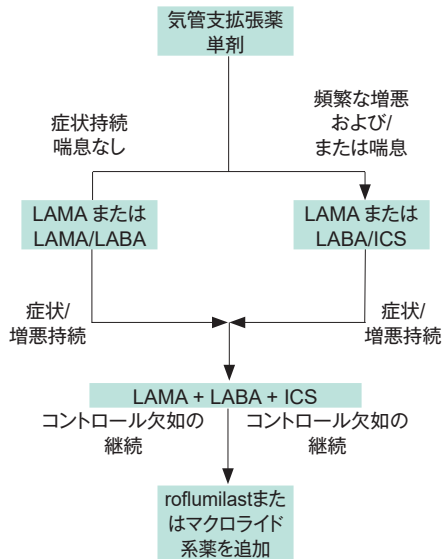 気管支拡張薬
単剤
症状持続
喘息なし
頻繁な増悪
および/
または喘息
LAMA または
LAMA/LABA
LAMA または
LABA/ICS
症状/
増悪持続
症状/
増悪持続
LAMA + LABA + ICS
コントロール欠如の
継続
コントロール欠如の
継続
roflumilastまた
はマクロライド
系薬を追加